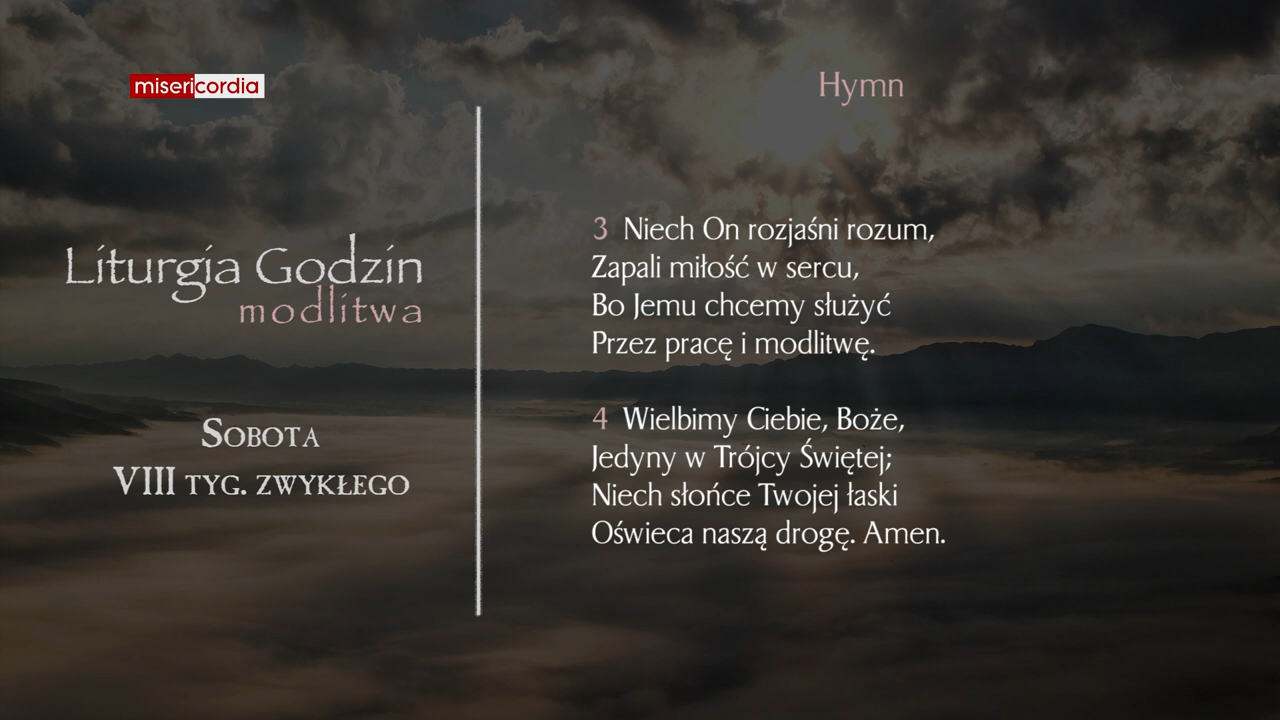 misericordia
Liturgia Godzin
modlitwa
Sobota
VIII tyg. zwykłego
Hymn
3 Niech On rozjaśni rozum,
Zapali miłość w sercu,
Bo Jemu chcemy służyć
Przez pracę i modlitwę.
4 Wielbimy Ciebie, Boże,
Jedyny w Trójcy Świętej;
Niech słońce Twojej łaski
Oświeca naszą drogę. Amen.